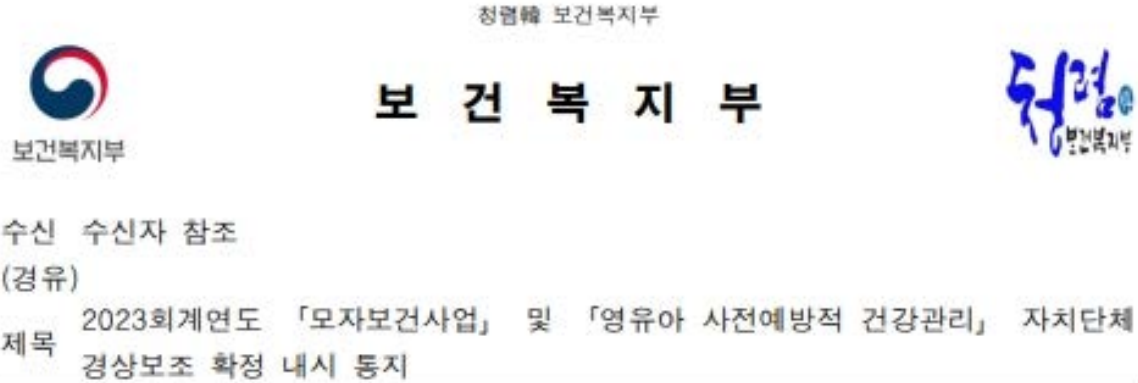 청렴韓 보건복지부
보 건 복 지 부
보건복지부
청렴
보건복지부
수신 수신자 참조
(경유)
제목 2023회계연도 「모자보건사업」 및 「영유아 사전예방적 건강관리」 자치단체
경상보조 확정 내시 통지